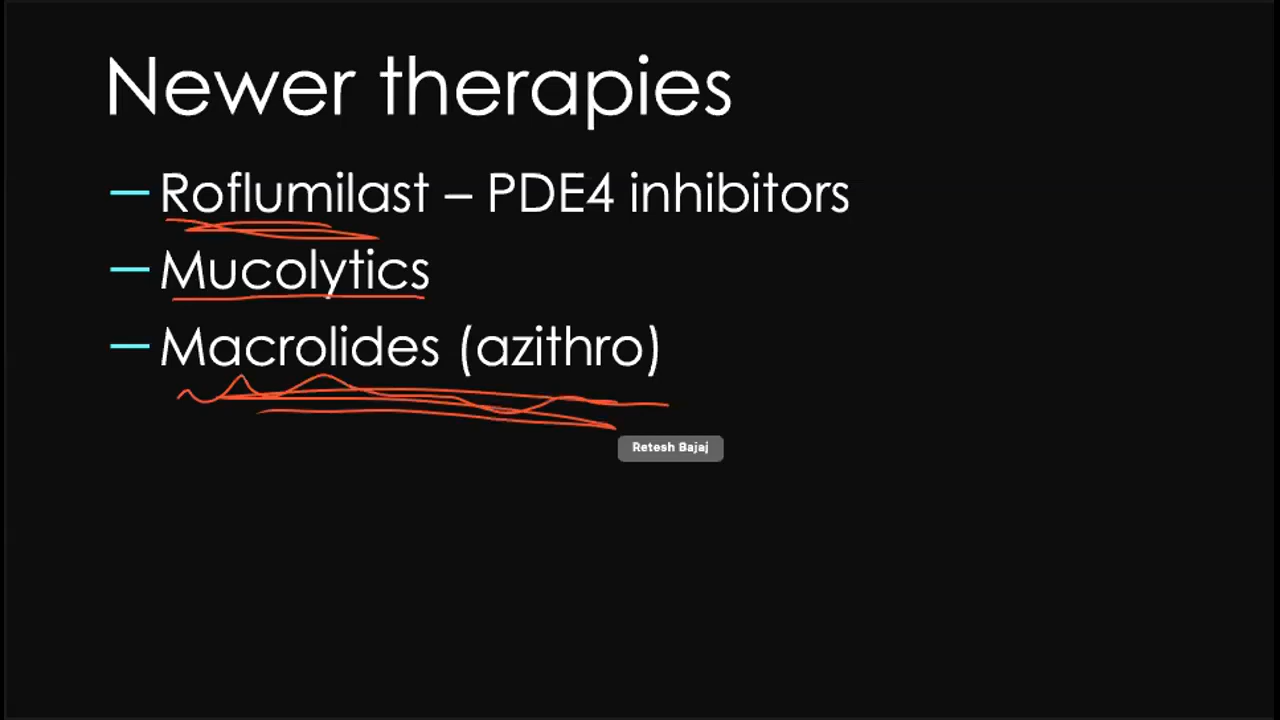 Newer therapies
— Roflumilast – PDE4 inhibitors
— Mucolytics
— Macrolides (azithro)
Retesh Bajaj